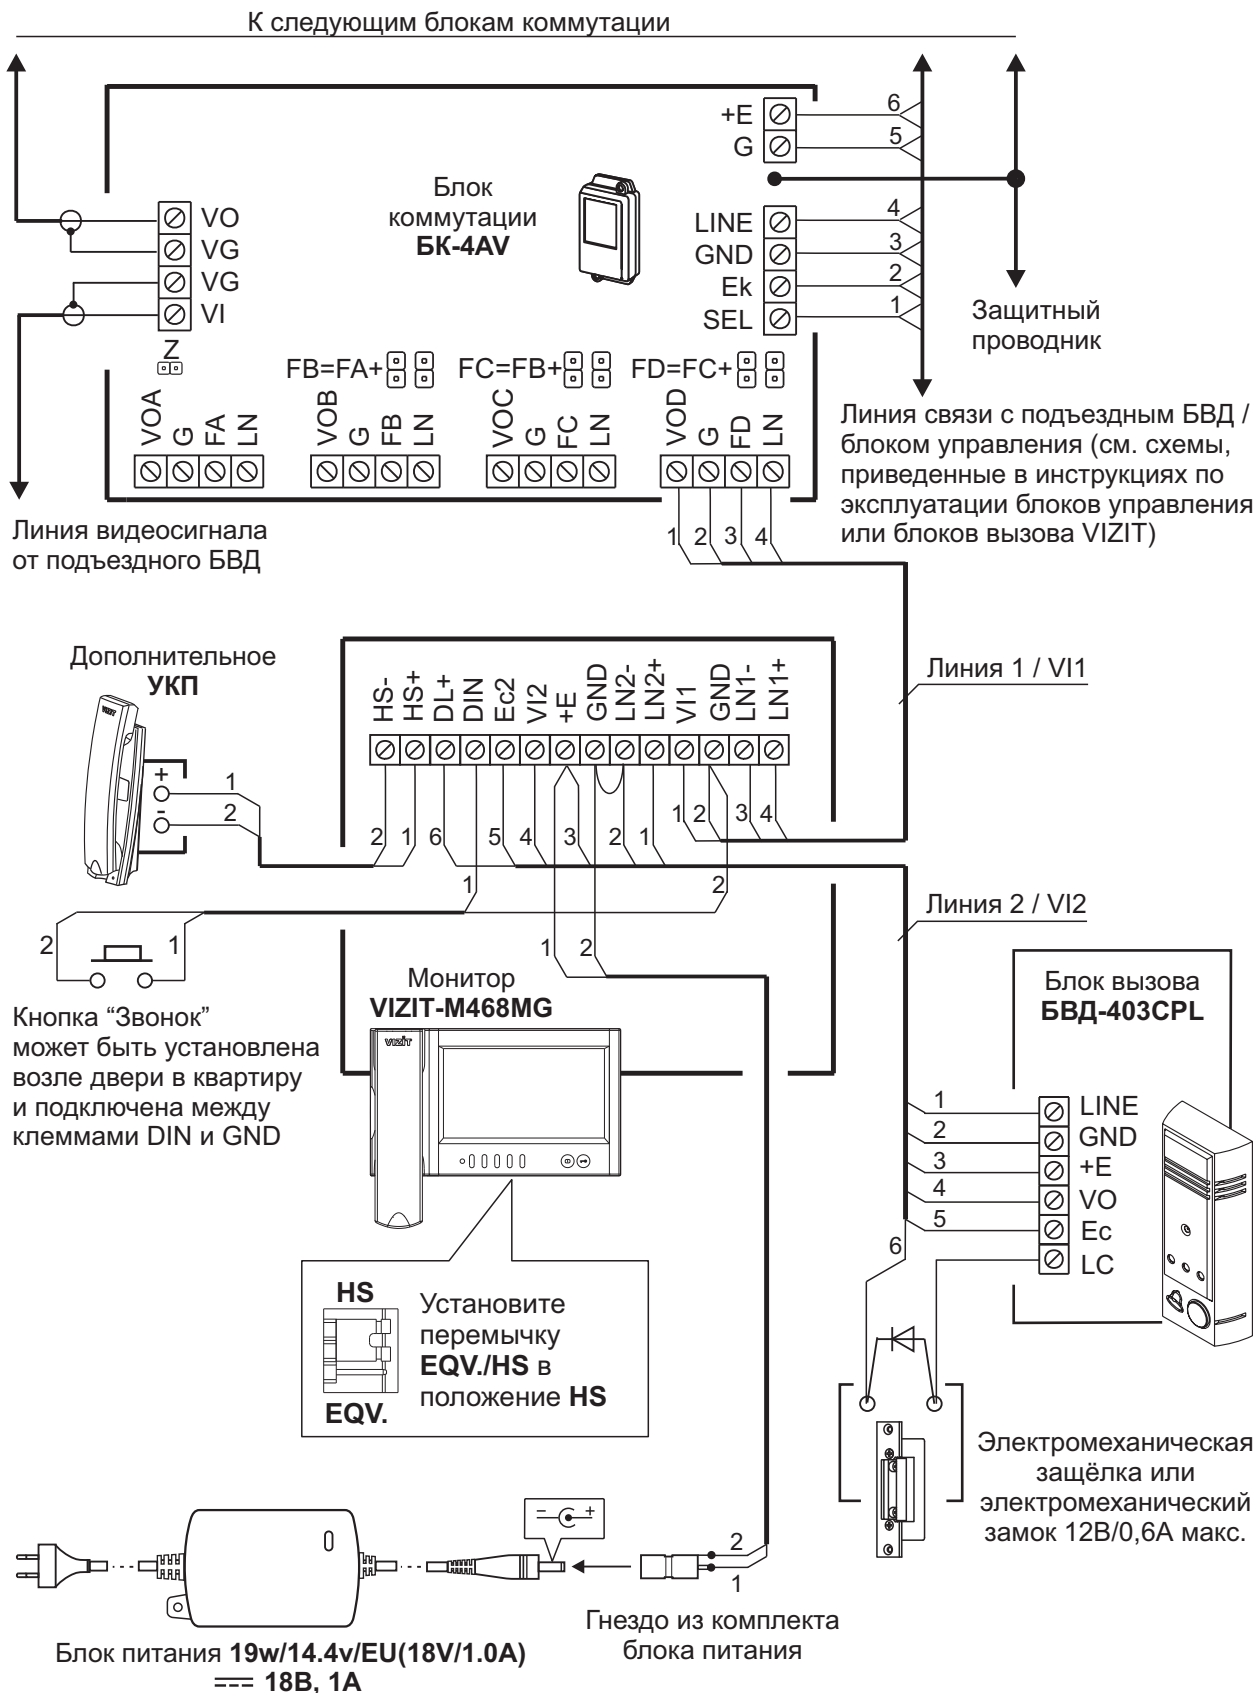 К следующим блокам коммутации
+E
G
6
5
Блок
коммутации
БК-4AV
VO
VG
VG
VI
LINE
GND
Ek
SEL
4
3
2
1
Защитный
проводник
Z
FB=FA+
FC=FB+
FD=FC+
VOA
G
FA
LN
VOB
G
FB
LN
VOC
G
FC
LN
VOD
G
FD
LN
Линия связи с подъездным БВД /
блоком управления (см. схемы,
приведенные в инструкциях по
эксплуатации блоков управления
или блоков вызова VIZIT)
Линия видеосигнала
от подъездного БВД
1
2
3
4
Дополнительное
УКП
VIZIT
+
-
1
2
HS-
HS+
DL+
DIN
Ec2
VI2
+E
GND
LN2-
LN2+
VI1
GND
LN1-
LN1+
Линия 1 / VI1
2
1
6
5
4
3
2
1
1
2
3
4
1
2
Линия 2 / VI2
2
1
1
2
Кнопка “Звонок”
может быть установлена
возле двери в квартиру
и подключена между
клеммами DIN и GND
Монитор
VIZIT-M468MG
VIZIT
Блок вызова
БВД-403CPL
1
2
3
4
5
6
LINE
GND
+E
VO
Ec
LC
HS
EQV.
Установите
перемычку
EQV./HS в
положение HS
Электромеханическая
защёлка или
электромеханический
замок 12В/0,6А макс.
- +
2
1
Гнездо из комплекта
блока питания
Блок питания 19w/14.4v/EU(18V/1.0A)
18В, 1А